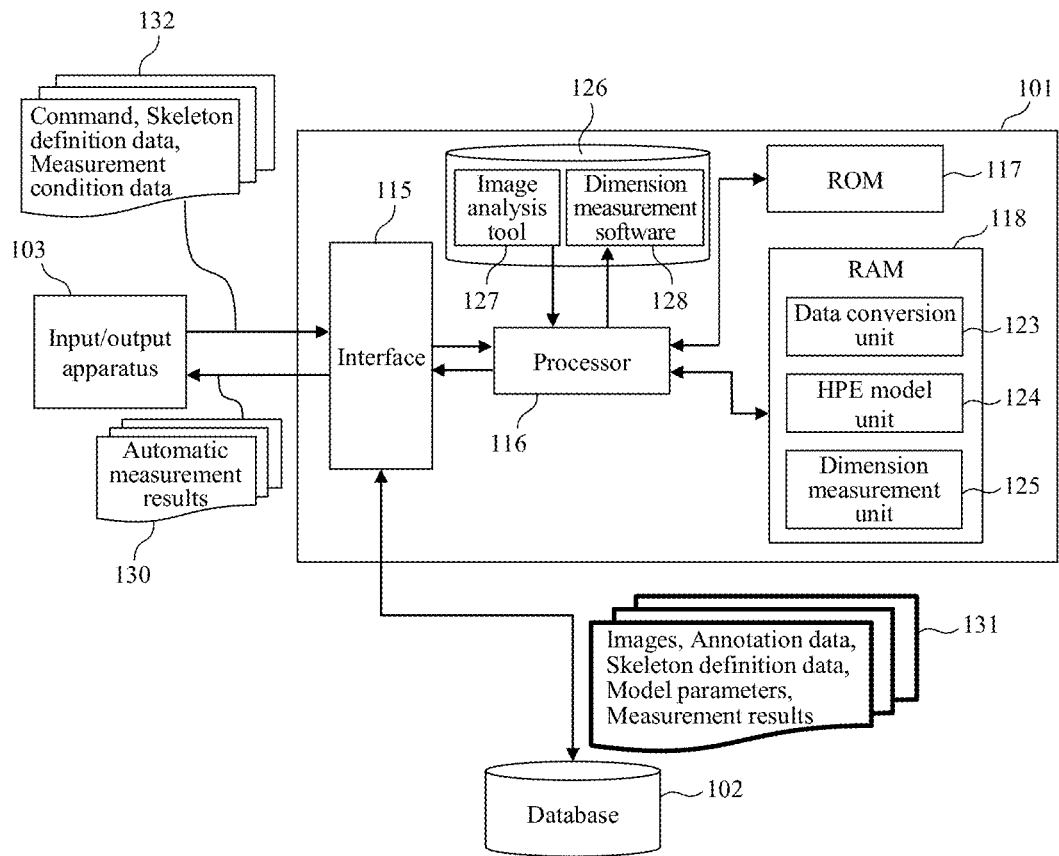 132
Command, Skeleton
definition data,
Measurement
condition data
126
101
Image
analysis
tool
Dimension
measurement
software
127
128
ROM
117
115
118
RAM
103
Input/output
apparatus
Interface
Processor
116
Data conversion
unit
123
HPE model
unit
124
Dimension
measurement
unit
125
Automatic
measurement
results
130
131
Images, Annotation data,
Skeleton definition data,
Model parameters,
Measurement results
Database
102